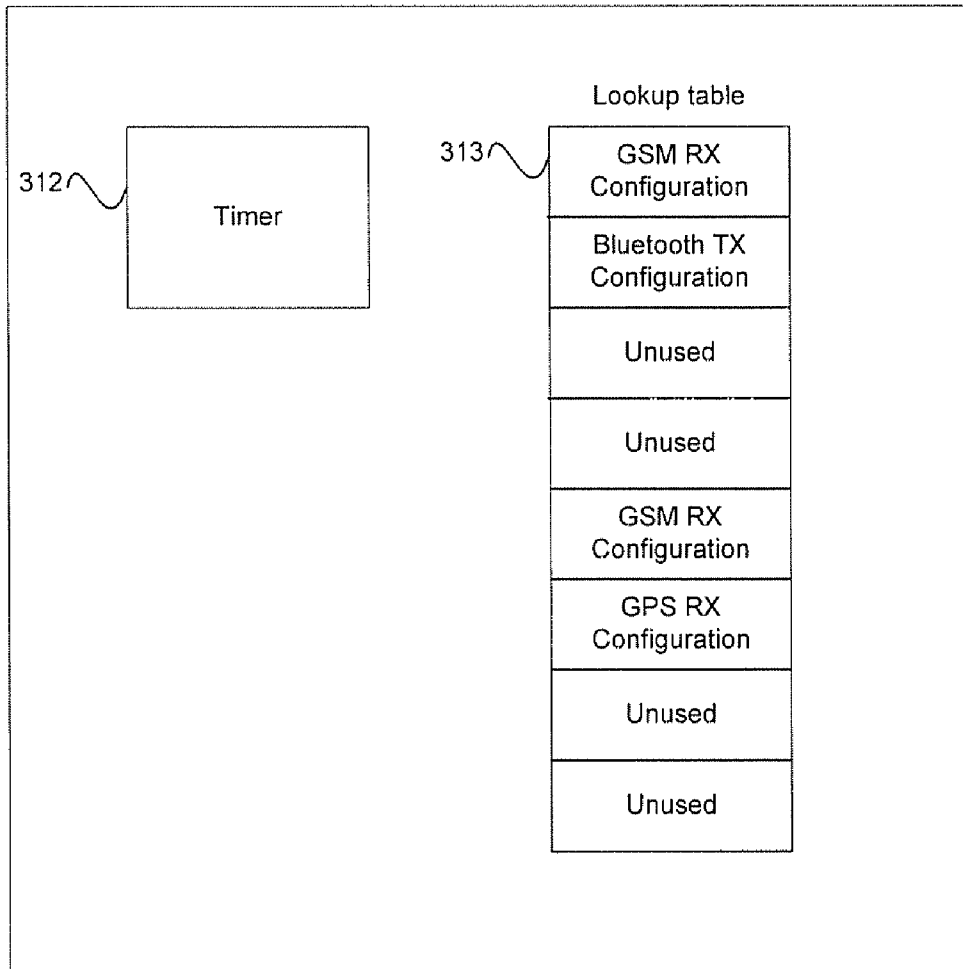 Lookup table
312
Timer
313
GSM RX
Configuration
Bluetooth TX
Configuration
Unused
Unused
GSM RX
Configuration
GPS RX
Configuration
Unused
Unused